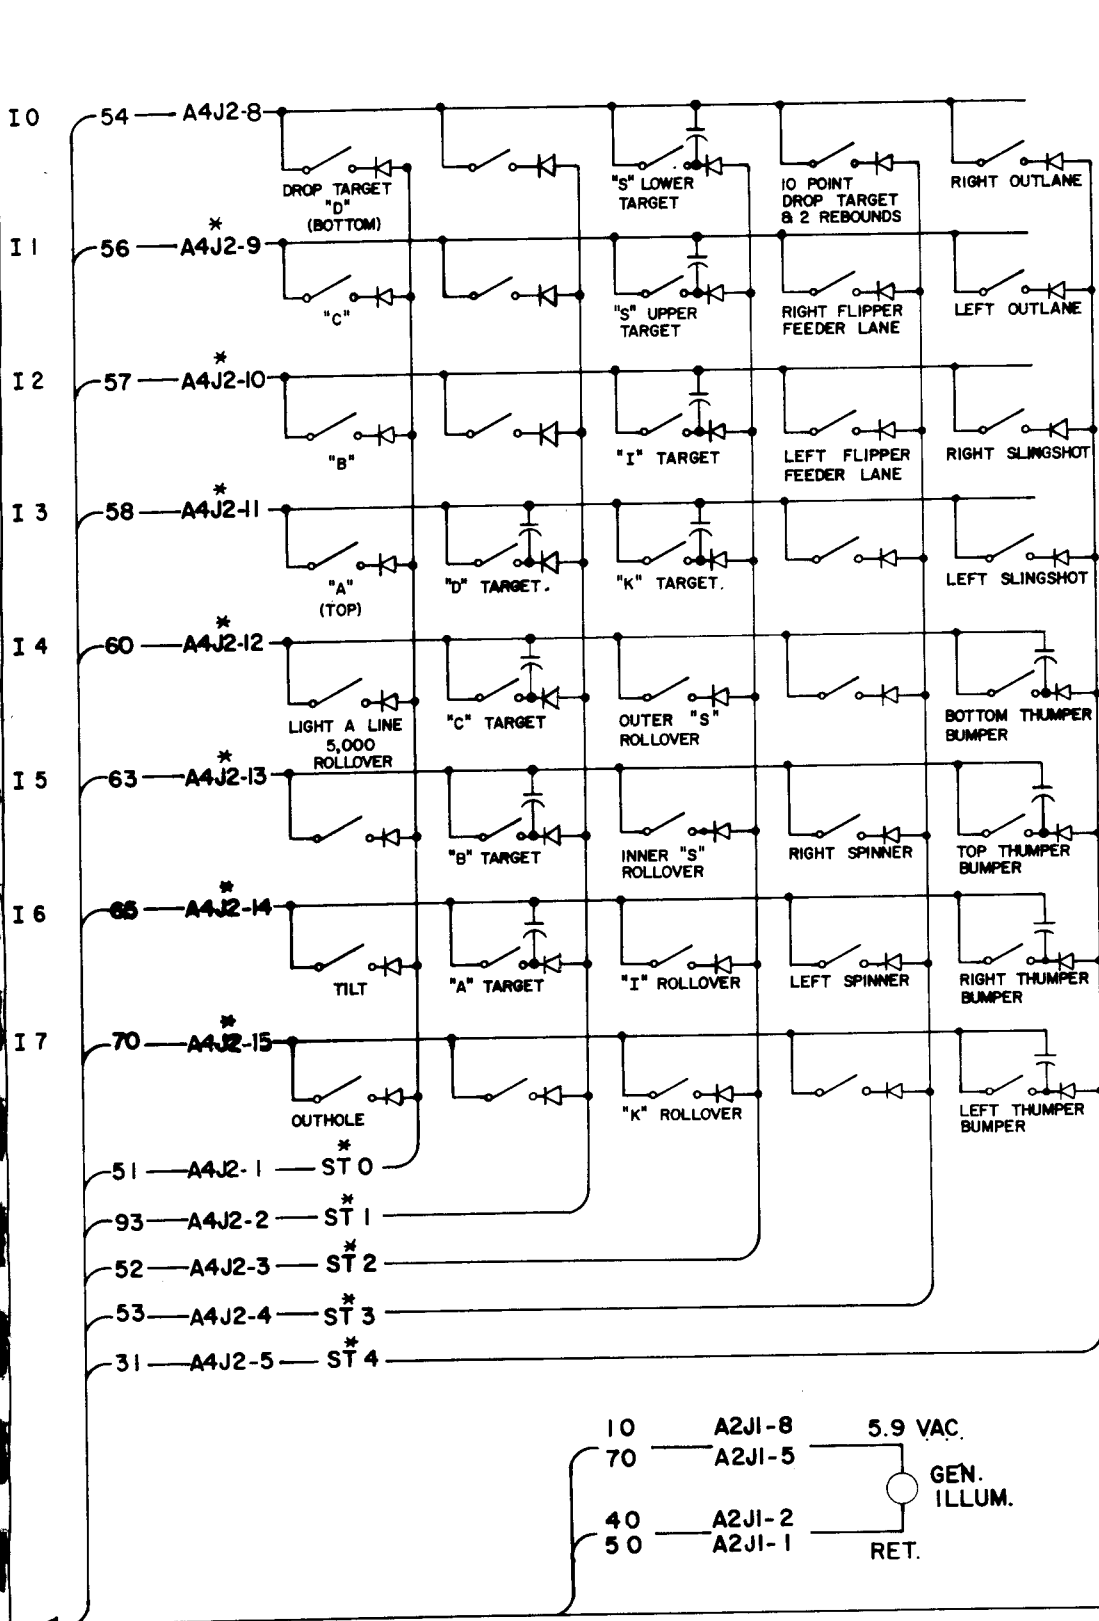 I0 54 A4J2-8
DROP TARGET
"D"
(BOTTOM)
"S" LOWER
TARGET
10 POINT
DROP TARGET
& 2 REBOUNDS
RIGHT OUTLANE
*
I1 56 A4J2-9
"C"
"S" UPPER
TARGET
RIGHT FLIPPER
FEEDER LANE
LEFT OUTLANE
*
I2 57 A4J2-10
"B"
"I" TARGET
LEFT FLIPPER
FEEDER LANE
RIGHT SLINGSHOT
*
I3 58 A4J2-11
"A"
(TOP)
"D" TARGET.
"K" TARGET.
LEFT SLINGSHOT
*
I4 60 A4J2-12
LIGHT A LINE
5,000
ROLLOVER
"C" TARGET
OUTER "S"
ROLLOVER
BOTTOM THUMPER
BUMPER
*
I5 63 A4J2-13
"B" TARGET
INNER "S"
ROLLOVER
RIGHT SPINNER
TOP THUMPER
BUMPER
*
I6 65 A4J2-14
TILT
"A" TARGET
"I" ROLLOVER
LEFT SPINNER
RIGHT THUMPER
BUMPER
*
I7 70 A4J2-15
OUTHOLE
"K" ROLLOVER
LEFT THUMPER
BUMPER
*
51 A4J2-1 ST 0
*
93 A4J2-2 ST 1
*
52 A4J2-3 ST 2
*
53 A4J2-4 ST 3
*
31 A4J2-5 ST 4
10 A2J1-8 5.9 VAC.
70 A2J1-5
GEN.
ILLUM.
40 A2J1-2
50 A2J1-1
RET.